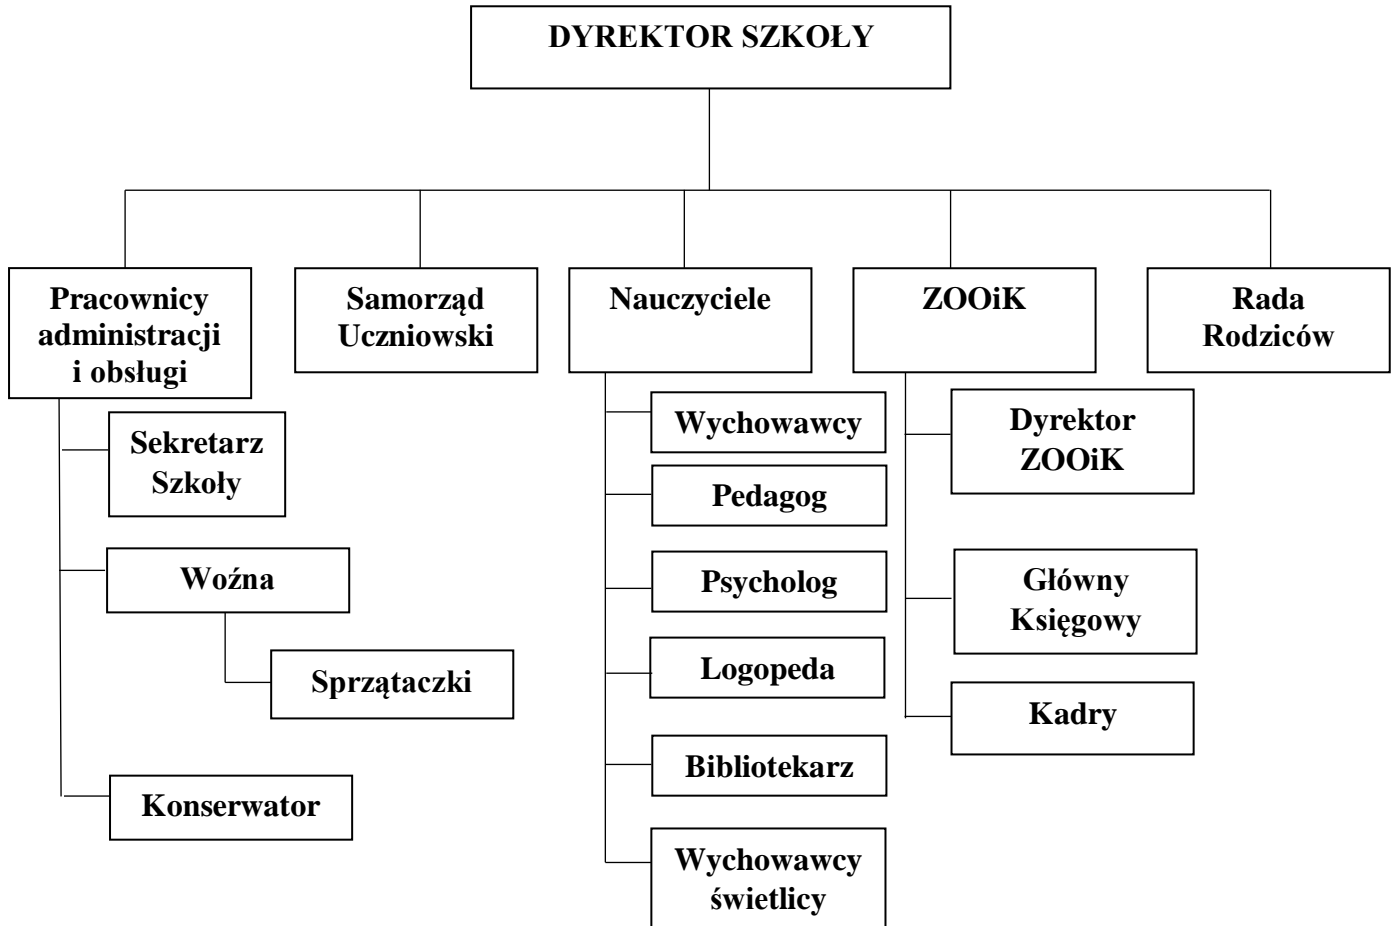 DYREKTOR SZKOŁY
Pracownicy
administracji
i obsługi
Samorząd
Uczniowski
Nauczyciele
ZOOiK
Rada
Rodziców
Sekretarz
Szkoły
Woźna
Sprzątaczki
Konserwator
Wychowawcy
Pedagog
Psycholog
Logopeda
Bibliotekarz
Wychowawcy
świetlicy
Dyrektor
ZOOiK
Główny
Księgowy
Kadry